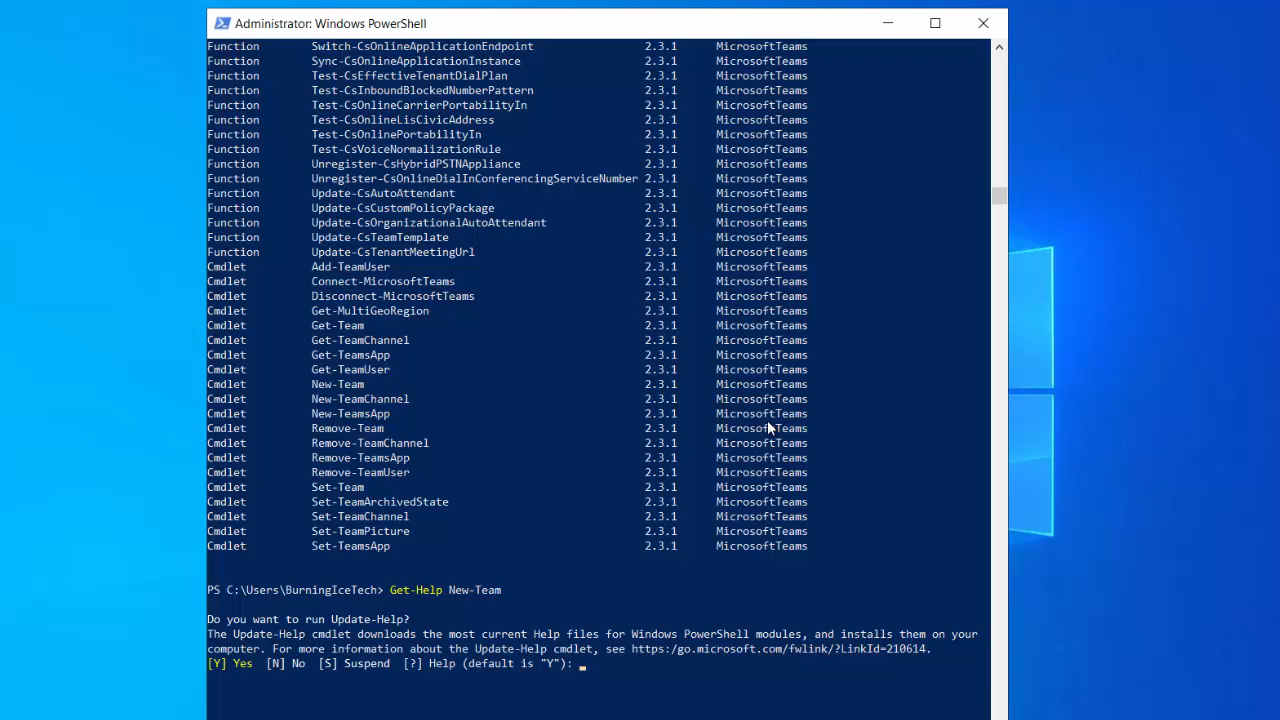 Administrator: Windows PowerShell
Function Switch-CsOnlineApplicationEndpoint 2.3.1 MicrosoftTeams
Function Sync-CsOnlineApplicationInstance 2.3.1 MicrosoftTeams
Function Test-CsEffectiveTenantDialPlan 2.3.1 MicrosoftTeams
Function Test-CsInboundBlockedNumberPattern 2.3.1 MicrosoftTeams
Function Test-CsOnlineCarrierPortabilityIn 2.3.1 MicrosoftTeams
Function Test-CsOnlineLisCivicAddress 2.3.1 MicrosoftTeams
Function Test-CsOnlinePortabilityIn 2.3.1 MicrosoftTeams
Function Test-CsVoiceNormalizationRule 2.3.1 MicrosoftTeams
Function Unregister-CsHybridPSTNAppliance 2.3.1 MicrosoftTeams
Function Unregister-CsOnlineDialInConferencingServiceNumber 2.3.1 MicrosoftTeams
Function Update-CsAutoAttendant 2.3.1 MicrosoftTeams
Function Update-CsCustomPolicyPackage 2.3.1 MicrosoftTeams
Function Update-CsOrganizationalAutoAttendant 2.3.1 MicrosoftTeams
Function Update-CsTeamTemplate 2.3.1 MicrosoftTeams
Function Update-CsTenantMeetingUrl 2.3.1 MicrosoftTeams
Cmdlet Add-TeamUser 2.3.1 MicrosoftTeams
Cmdlet Connect-MicrosoftTeams 2.3.1 MicrosoftTeams
Cmdlet Disconnect-MicrosoftTeams 2.3.1 MicrosoftTeams
Cmdlet Get-MultiGeoRegion 2.3.1 MicrosoftTeams
Cmdlet Get-Team 2.3.1 MicrosoftTeams
Cmdlet Get-TeamChannel 2.3.1 MicrosoftTeams
Cmdlet Get-TeamsApp 2.3.1 MicrosoftTeams
Cmdlet Get-TeamUser 2.3.1 MicrosoftTeams
Cmdlet New-Team 2.3.1 MicrosoftTeams
Cmdlet New-TeamChannel 2.3.1 MicrosoftTeams
Cmdlet New-TeamsApp 2.3.1 MicrosoftTeams
Cmdlet Remove-Team 2.3.1 MicrosoftTeams
Cmdlet Remove-TeamChannel 2.3.1 MicrosoftTeams
Cmdlet Remove-TeamsApp 2.3.1 MicrosoftTeams
Cmdlet Remove-TeamUser 2.3.1 MicrosoftTeams
Cmdlet Set-Team 2.3.1 MicrosoftTeams
Cmdlet Set-TeamArchivedState 2.3.1 MicrosoftTeams
Cmdlet Set-TeamChannel 2.3.1 MicrosoftTeams
Cmdlet Set-TeamPicture 2.3.1 MicrosoftTeams
Cmdlet Set-TeamsApp 2.3.1 MicrosoftTeams
PS C:\Users\BurningIceTech> Get-Help New-Team
Do you want to run Update-Help?
The Update-Help cmdlet downloads the most current Help files for Windows PowerShell modules, and installs them on your
computer. For more information about the Update-Help cmdlet, see https:/go.microsoft.com/fwlink/?LinkId=210614.
[Y] Yes [N] No [S] Suspend [?] Help (default is "Y"):